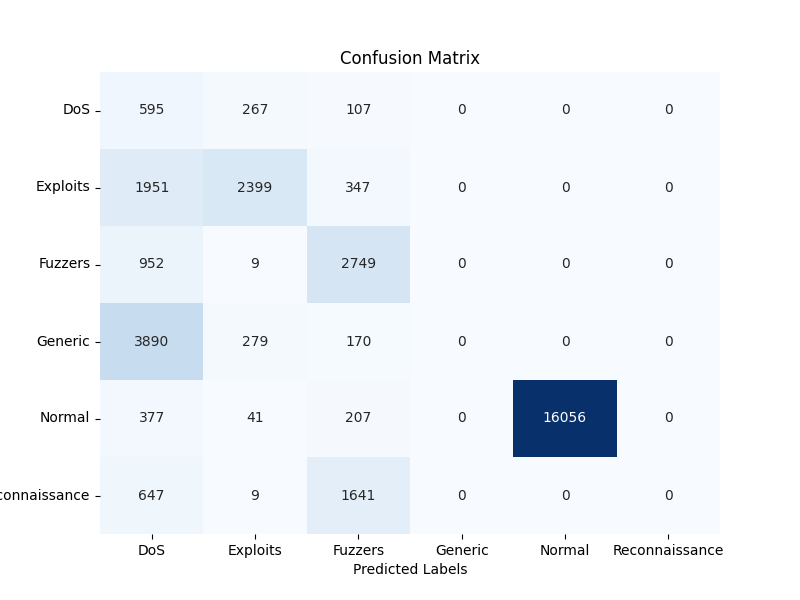 Confusion Matrix
DoS 595 267 107 0 0 0
Exploits 1951 2399 347 0 0 0
Fuzzers 952 9 2749 0 0 0
Generic 3890 279 170 0 0 0
Normal 377 41 207 0 16056 0
connaissance 647 9 1641 0 0 0
DoS Exploits Fuzzers Generic Normal Reconnaissance
Predicted Labels